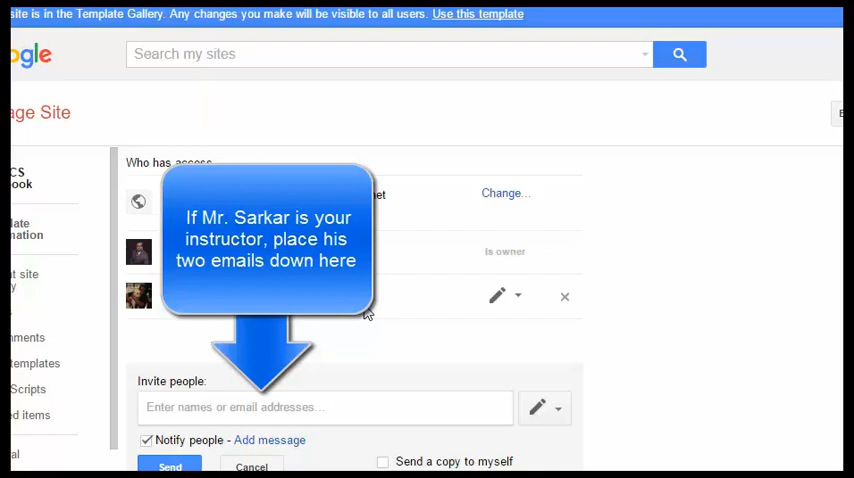 site is in the Template Gallery. Any changes you make will be visible to all users. Use this template
ogle
Search my sites
age Site
Who has access
CS
ook
Change...
If Mr. Sarkar is your
instructor, place his
two emails down here
late
mation
Is owner
nt site
y
mments
templates
Scripts
ed items
al
Invite people:
Enter names or email addresses...
Notify people - Add message
Send
Cancel
Send a copy to myself